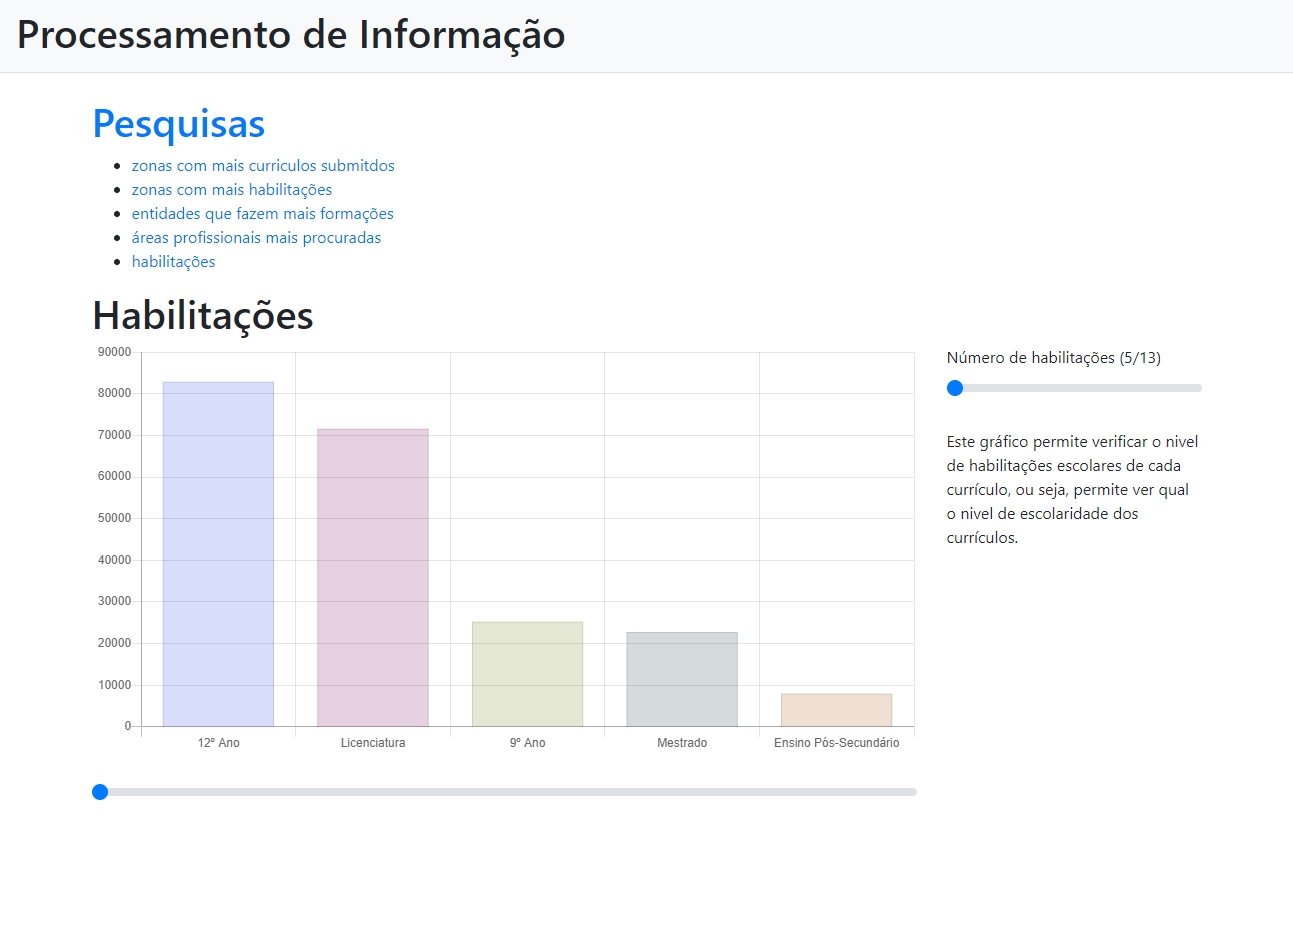 Processamento de Informação
Pesquisas
zonas com mais curriculos submitdos
zonas com mais habilitações
entidades que fazem mais formações
áreas profissionais mais procuradas
habilitações
Habilitações
90000
80000
70000
60000
50000
40000
30000
20000
10000
0
12º Ano
Licenciatura
9º Ano
Mestrado
Ensino Pós-Secundário
Número de habilitações (5/13)
Este gráfico permite verificar o nivel
de habilitações escolares de cada
currículo, ou seja, permite ver qual
o nivel de escolaridade dos
currículos.